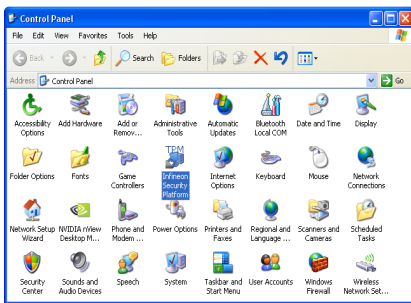 Control Panel
File Edit View Favorites Tools Help
Back Search Folders
Address Control Panel Go
Accessibility Options
Add Hardware
Add or Remov...
Administrative Tools
Automatic Updates
Bluetooth Local COM
Date and Time
Display
Folder Options
Fonts
Game Controllers
TPM
Infineon Security Platform
Internet Options
Keyboard
Mouse
Network Connections
Network Setup Wizard
NVIDIA nView Desktop M...
Phone and Modem ...
Power Options
Printers and Faxes
Regional and Language ...
Scanners and Cameras
Scheduled Tasks
Security Center
Sounds and Audio Devices
Speech
System
Taskbar and Start Menu
User Accounts
Windows Firewall
Wireless Network Set...